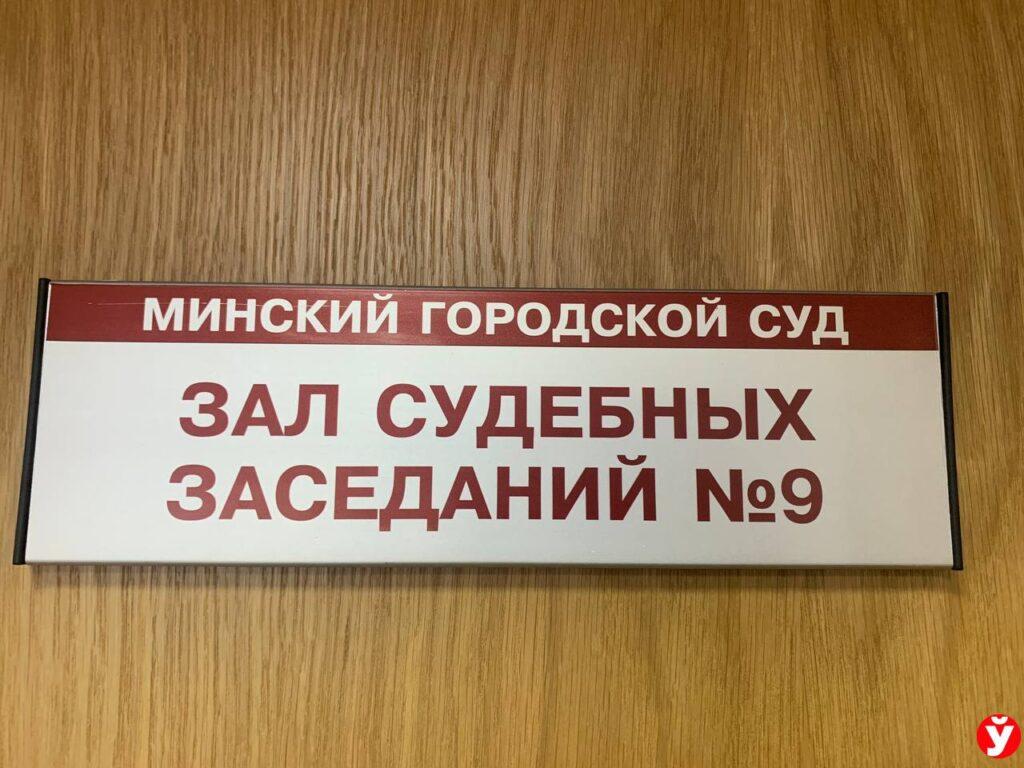 МИНСКИЙ ГОРОДСКОЙ СУД
ЗАЛ СУДЕБНЫХ
ЗАСЕДАНИЙ №9
Ў